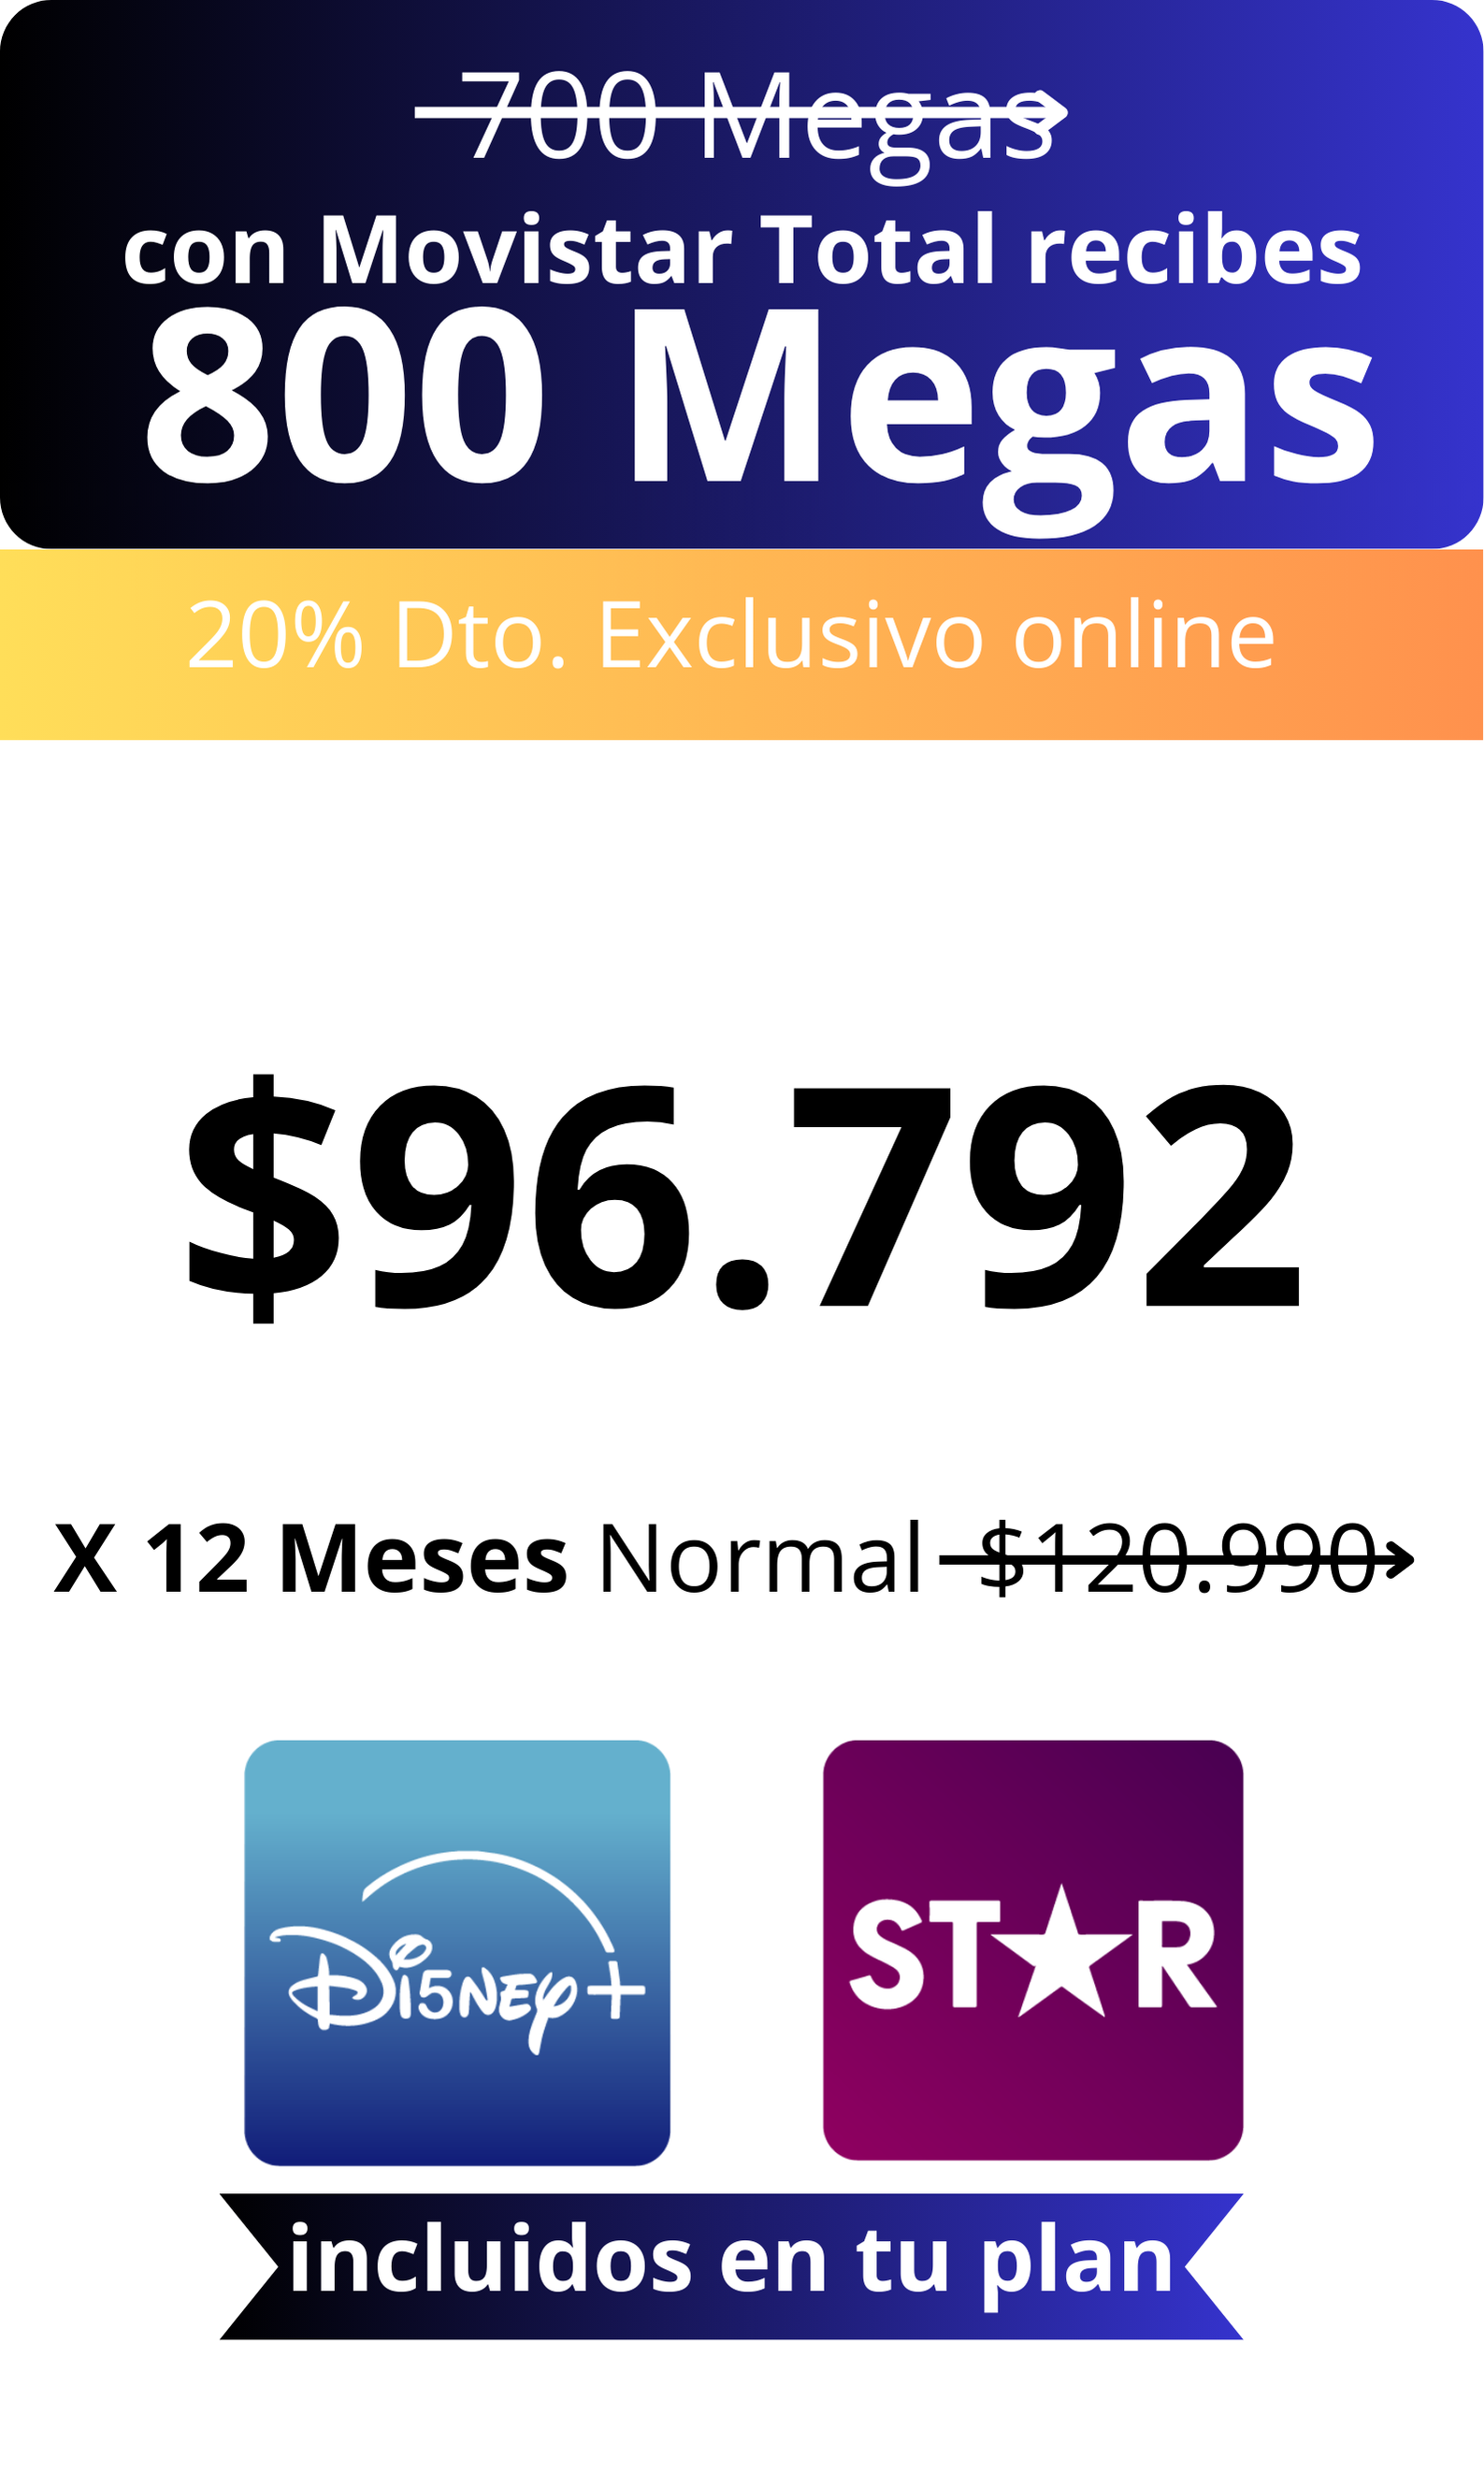 700 Megas
con Movistar Total recibes
800 Megas
20% Dto. Exclusivo online
$96.792
X 12 Meses Normal $120.990
Disney+ STAR
incluidos en tu plan